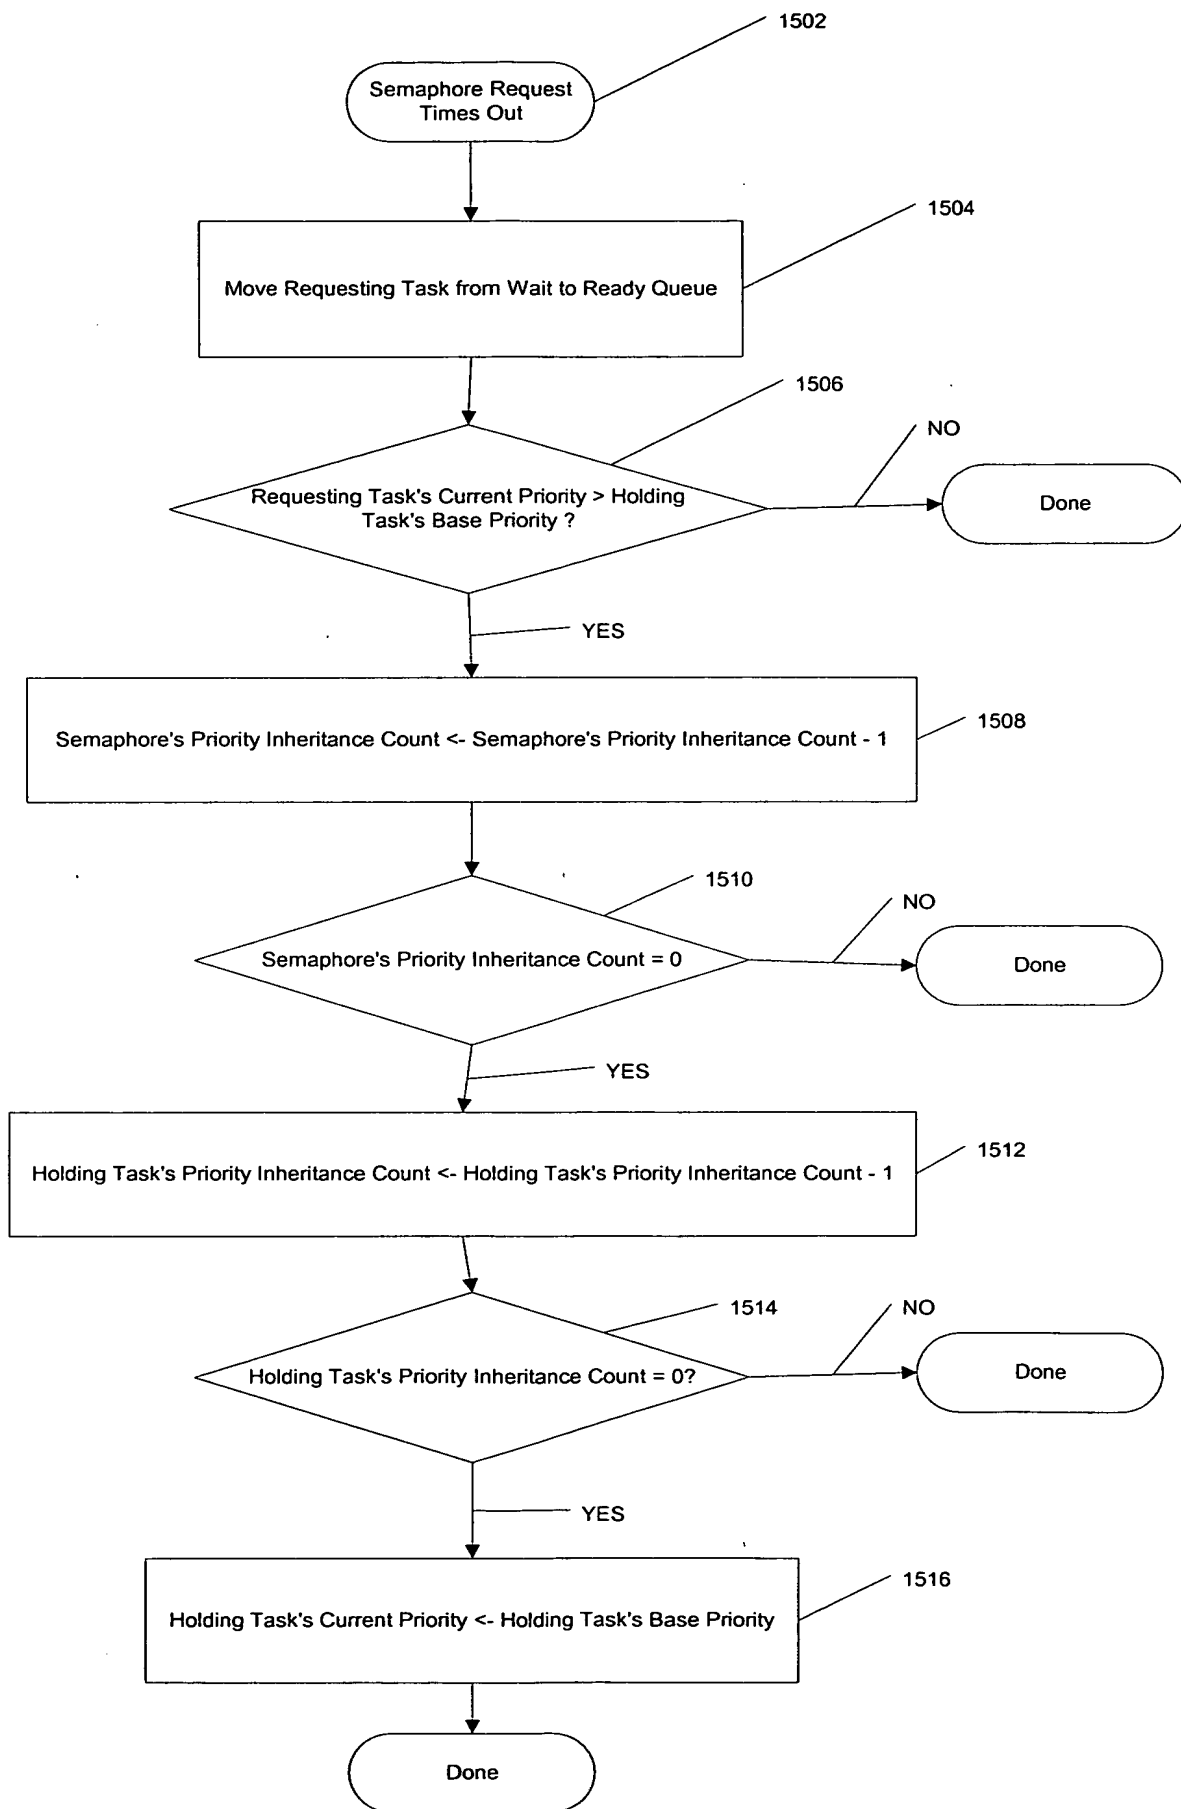 1502
Semaphore Request
Times Out
1504
Move Requesting Task from Wait to Ready Queue
1506
NO
Requesting Task's Current Priority > Holding
Task's Base Priority ?
Done
YES
1508
Semaphore's Priority Inheritance Count <- Semaphore's Priority Inheritance Count - 1
1510
NO
Semaphore's Priority Inheritance Count = 0
Done
YES
1512
Holding Task's Priority Inheritance Count <- Holding Task's Priority Inheritance Count - 1
1514
NO
Holding Task's Priority Inheritance Count = 0?
Done
YES
1516
Holding Task's Current Priority <- Holding Task's Base Priority
Done